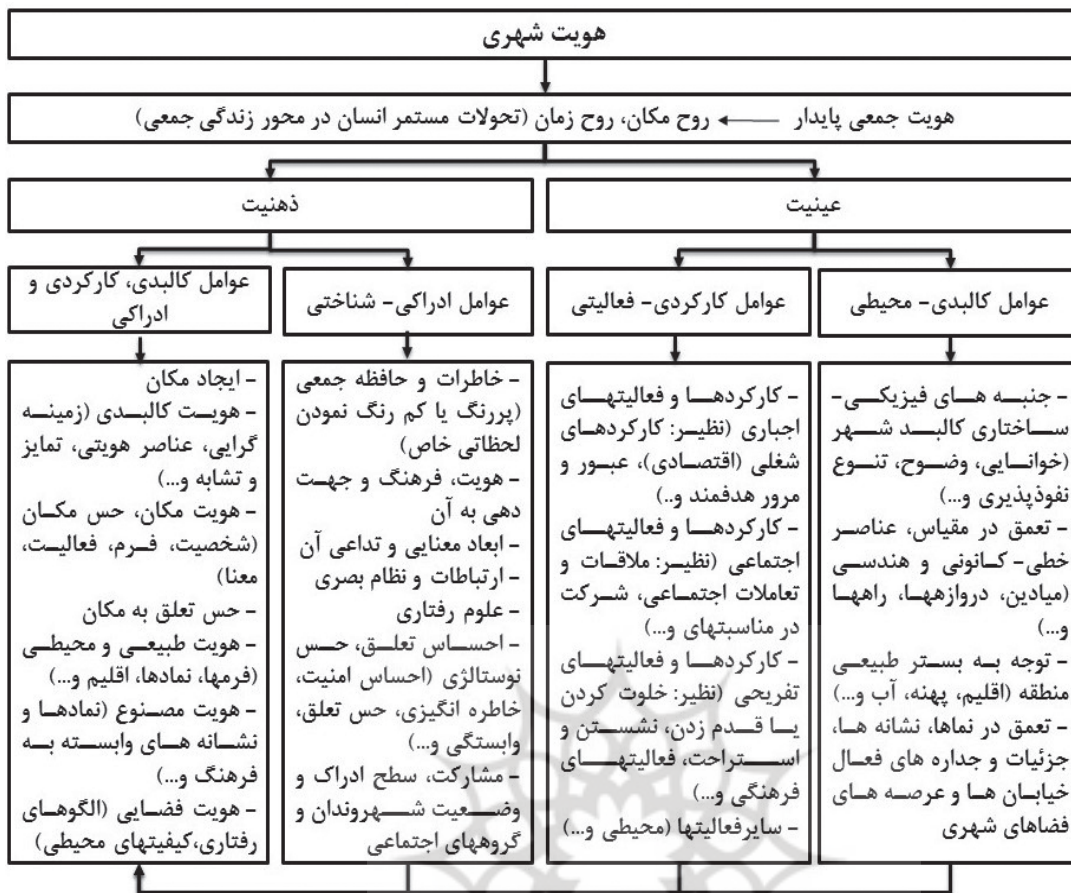 هویت شهری
هویت جمعی پایدار ← روح مکان، روح زمان (تحولات مستمر انسان در محور زندگی جمعی)
عینیت
ذهنیت
عوامل کالبدی- محیطی
عوامل کارکردی- فعالیتی
عوامل ادراکی- شناختی
عوامل کالبدی، کارکردی و
ادراکی
- جنبه های فیزیکی-
ساختاری کالبد شهر
(خوانایی، وضوح، تنوع
نفوذپذیری و...)
- تعمق در مقیاس، عناصر
خطی- کانونی و هندسی
(میادین، دروازهها، راهها
و...)
- توجه به بستر طبیعی
منطقه (اقلیم، پهنه، آب و...)
- تعمق در نماها، نشانه ها،
جزئیات و جداره های فعال
خیابان ها و عرصه های
فضاهای شهری
- کارکردها و فعالیتهای
اجباری (نظیر: کارکردهای
شغلی (اقتصادی)، عبور و
مرور هدفمند و..)
- کارکردها و فعالیتهای
اجتماعی (نظیر: ملاقات و
تعاملات اجتماعی، شرکت
در مناسبتهای و...)
- کارکردها و فعالیتهای
تفریحی (نظیر: خلوت کردن
یا قدم زدن، نشستن و
استراحت، فعالیتهای
فرهنگی و...)
- سایرفعالیتها (محیطی و...)
- خاطرات و حافظه جمعی
(پررنگ یا کم رنگ نمودن
لحظاتی خاص)
- هویت، فرهنگ و جهت
دهی به آن
- ابعاد معنایی و تداعی آن
- ارتباطات و نظام بصری
- علوم رفتاری
- احساس تعلق، حس
نوستالژی (احساس امنیت،
خاطره انگیزی، حس تعلق،
وابستگی و...)
- مشارکت، سطح ادراک و
وضعیت شهروندان و
گروههای اجتماعی
- ایجاد مکان
- هویت کالبدی (زمینه
گرایی، عناصر هویتی، تمایز
و تشابه و...)
- هویت مکان، حس مکان
(شخصیت، فرم، فعالیت،
معنا)
- حس تعلق به مکان
- هویت طبیعی و محیطی
(فرمها، نمادها، اقلیم و...)
- هویت مصنوع (نمادها و
نشانه های وابسته به
فرهنگ و...)
- هویت فضایی (الگوهای
رفتاری،کیفیتهای محیطی)